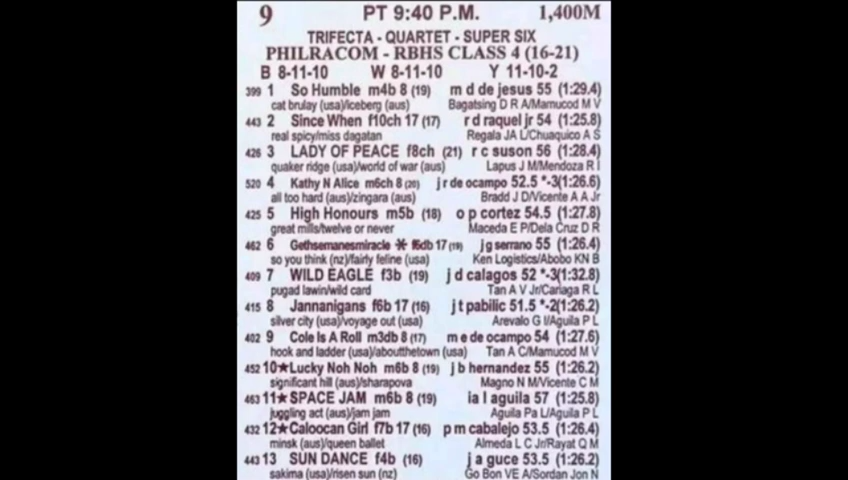 9 PT 9:40 P.M. 1,400M
TRIFECTA - QUARTET - SUPER SIX
PHILRACOM - RBHS CLASS 4 (16-21)
B 8-11-10 W 8-11-10 Y 11-10-2
399 1 So Humble m4b 8 (19) m d de jesus 55 (1:29.4)
cat brulay (usa)/iceberg (aus) Bagatsing D R A/Mamucod M V
443 2 Since When f10ch 17 (17) r d raquel jr 54 (1:25.8)
real spicy/miss dagatan Regala JA L/Chuaquico A S
426 3 LADY OF PEACE f8ch (21) r c suson 56 (1:28.4)
quaker ridge (usa)/world of war (aus) Lapus J M/Mendoza R I
520 4 Kathy N Alice m6ch 8 (20) j r de ocampo 52.5 *-3(1:26.6)
all too hard (aus)/zingara (aus) Bradd J D/Vicente A A Jr
425 5 High Honours m5b (18) o p cortez 54.5 (1:27.8)
great mills/twelve or never Maceda E P/Dela Cruz D R
462 6 Gethsemanesmiracle * f6db 17 (19) j g serrano 55 (1:26.4)
so you think (nz)/fairly feline (usa) Ken Logistics/Abobo KN B
409 7 WILD EAGLE f3b (19) j d calagos 52 *-3(1:32.8)
pugad lawin/wild card Tan A V Jr/Cariaga R L
415 8 Jannanigans f6b 17 (16) j t pabilic 51.5 *-2(1:26.2)
silver city (usa)/voyage out (usa) Arevalo G I/Aguila P L
402 9 Cole Is A Roll m3db 8 (17) m e de ocampo 54 (1:27.6)
hook and ladder (usa)/aboutthetown (usa) Tan A C/Mamucod M V
452 10★Lucky Noh Noh m6b 8 (19) j b hernandez 55 (1:26.2)
significant hill (aus)/sharapova Magno N M/Vicente C M
463 11★SPACE JAM m6b 8 (19) ia l aguila 57 (1:25.8)
juggling act (aus)/jam jam Aguila Pa L/Aguila P L
432 12★Caloocan Girl f7b 17 (16) p m cabalejo 53.5 (1:26.4)
minsk (aus)/queen ballet Almeda L C Jr/Rayat Q M
443 13 SUN DANCE f4b (16) j a guce 53.5 (1:26.2)
sakima (usa)/risen sun (nz) Go Bon VE A/Sordan Jon N